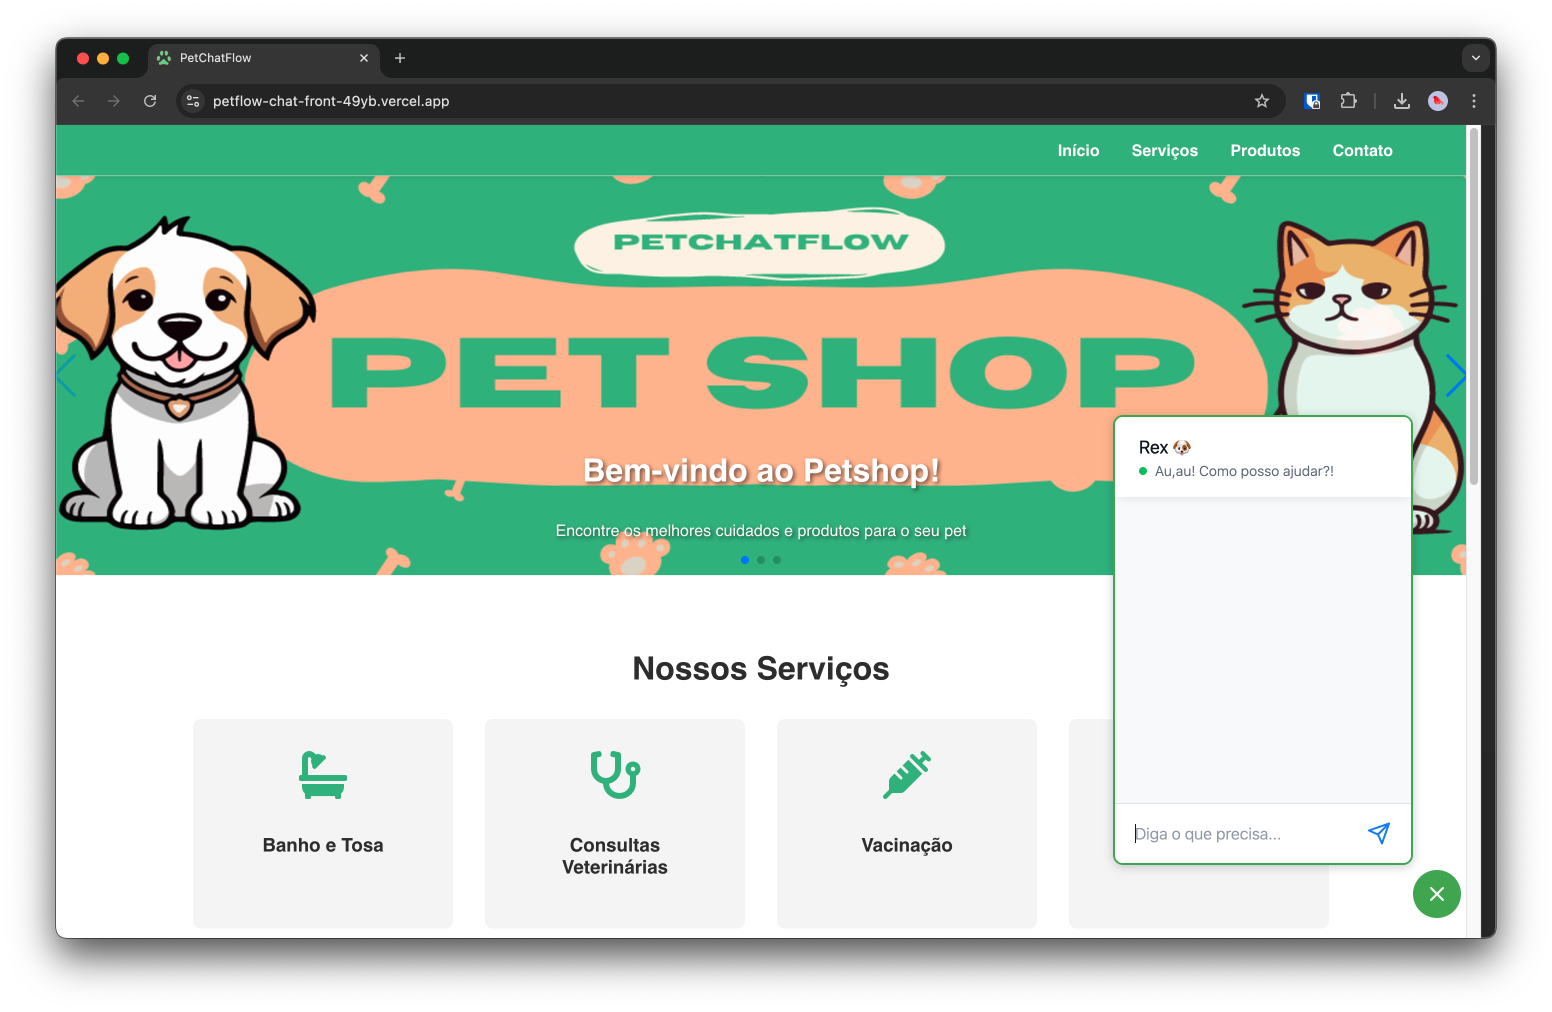 PetChatFlow
petflow-chat-front-49yb.vercel.app
Início Serviços Produtos Contato
PETCHATFLOW
PET SHOP
Bem-vindo ao Petshop!
Encontre os melhores cuidados e produtos para o seu pet
Rex
Au,au! Como posso ajudar?!
Diga o que precisa...
Nossos Serviços
Banho e Tosa
Consultas
Veterinárias
Vacinação